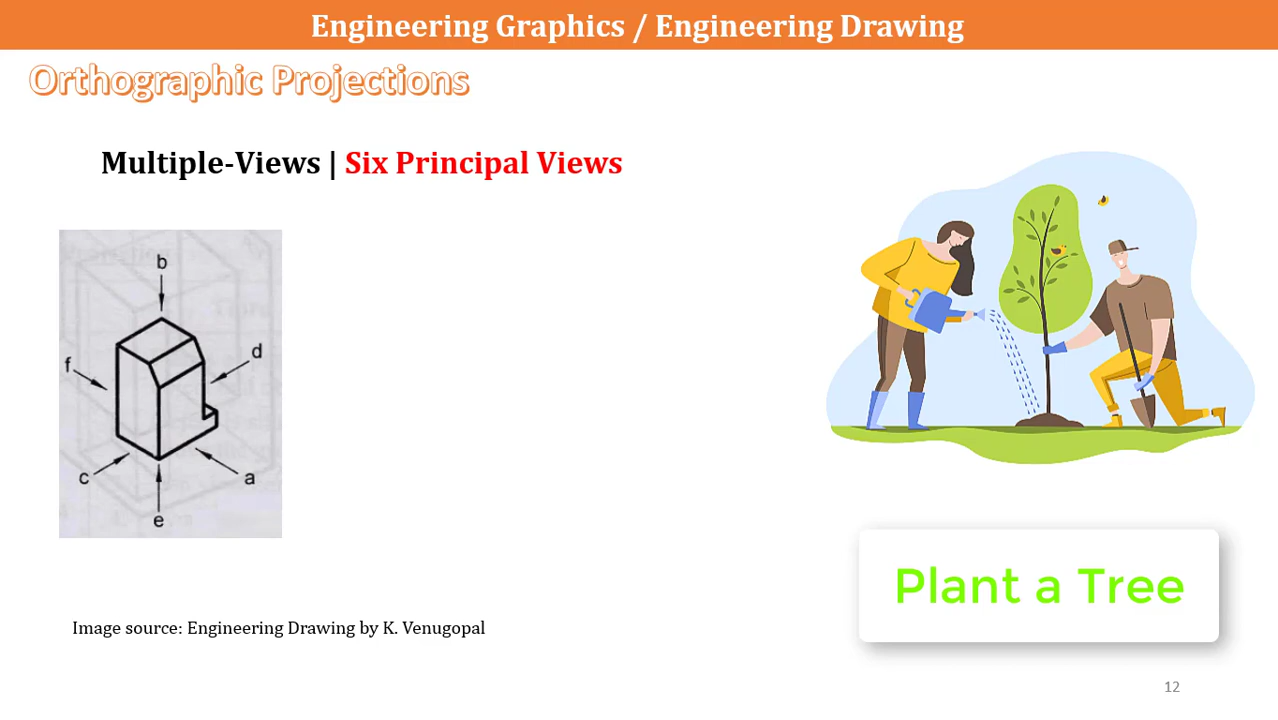 Engineering Graphics / Engineering Drawing
Orthographic Projections
Multiple-Views | Six Principal Views
b
d
f
c
a
e
Plant a Tree
Image source: Engineering Drawing by K. Venugopal
12